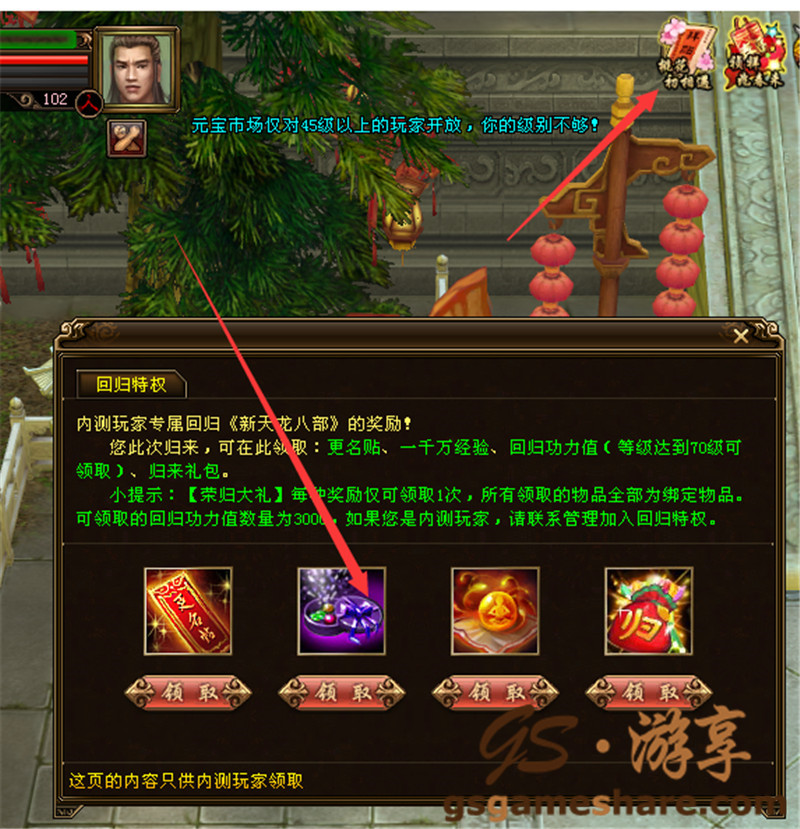 102
人
桃花
初相遇
元宝市场仅对45级以上的玩家开放，你的级别不够！
回归特权
内测玩家专属回归《新天龙八部》的奖励！
您此次归来，可在此领取：更名贴、一千万经验、回归功力值（等级达到70级可
领取）、归来礼包。
小提示：【荣归大礼】每种奖励仅可领取1次，所有领取的物品全部为绑定物品。
可领取的回归功力值数量为3000，如果您是内测玩家，请联系管理加入回归特权。
更名帖
归
领取 领取 领取 领取
这页的内容只供内测玩家领取
GS·游享
gsgameshare.com